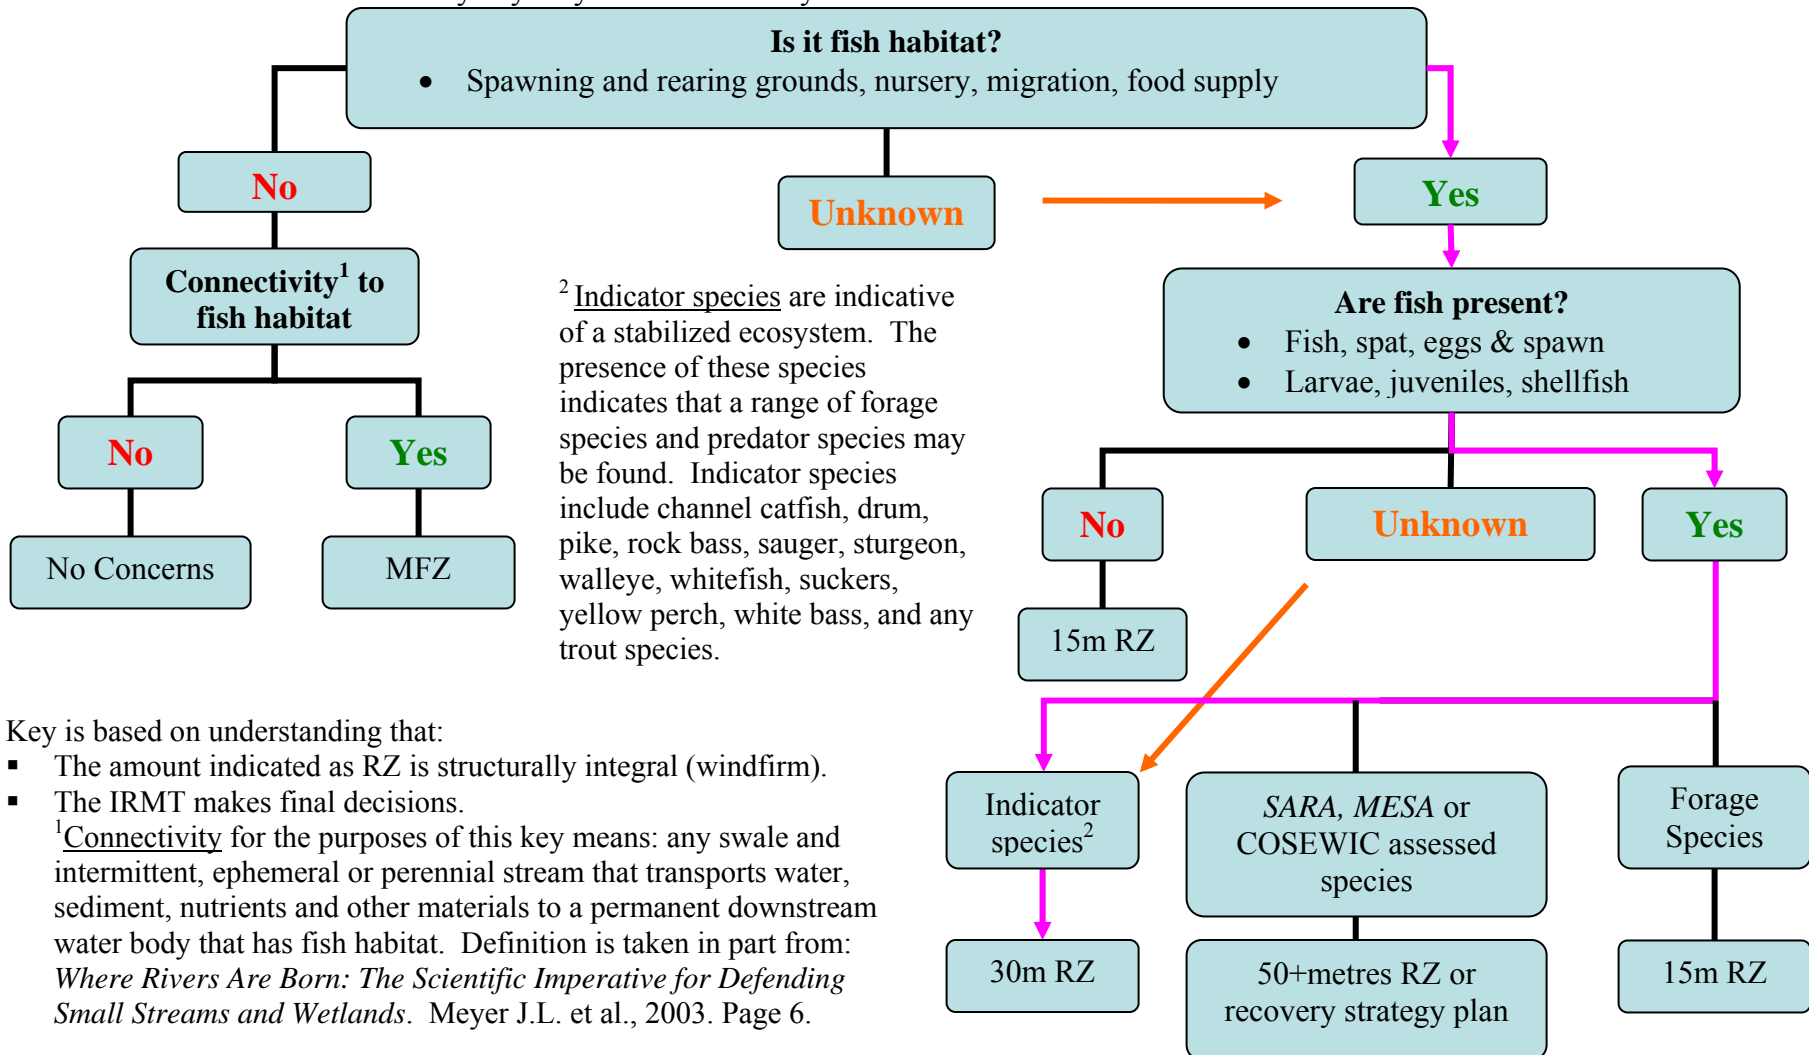 Is it fish habitat?
• Spawning and rearing grounds, nursery, migration, food supply
No
Unknown
Yes
Connectivity1 to
fish habitat
No
Yes
No Concerns
MFZ
2 Indicator species are indicative
of a stabilized ecosystem. The
presence of these species
indicates that a range of forage
species and predator species may
be found. Indicator species
include channel catfish, drum,
pike, rock bass, sauger, sturgeon,
walleye, whitefish, suckers,
yellow perch, white bass, and any
trout species.
Are fish present?
• Fish, spat, eggs & spawn
• Larvae, juveniles, shellfish
No
Unknown
Yes
15m RZ
Indicator
species2
SARA, MESA or
COSEWIC assessed
species
Forage
Species
30m RZ
50+metres RZ or
recovery strategy plan
15m RZ
Key is based on understanding that:
▪ The amount indicated as RZ is structurally integral (windfirm).
▪ The IRMT makes final decisions.
1Connectivity for the purposes of this key means: any swale and
intermittent, ephemeral or perennial stream that transports water,
sediment, nutrients and other materials to a permanent downstream
water body that has fish habitat. Definition is taken in part from:
Where Rivers Are Born: The Scientific Imperative for Defending
Small Streams and Wetlands. Meyer J.L. et al., 2003. Page 6.